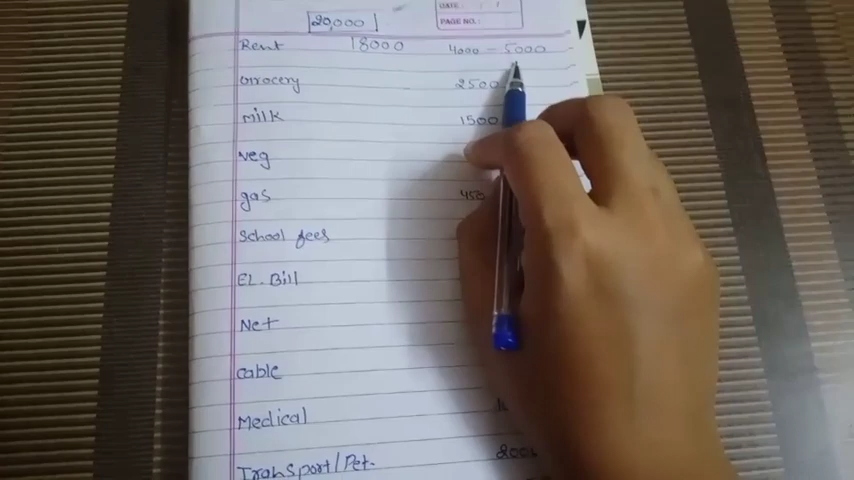 DATE: / /
20,000
PAGE NO.:
Rent 18000 4000 - 5000
Grocery 2500
Milk 1500
Veg
gas 450
School fees
EL. Bill
Net
Cable
Medical
Transport/Pet. 200